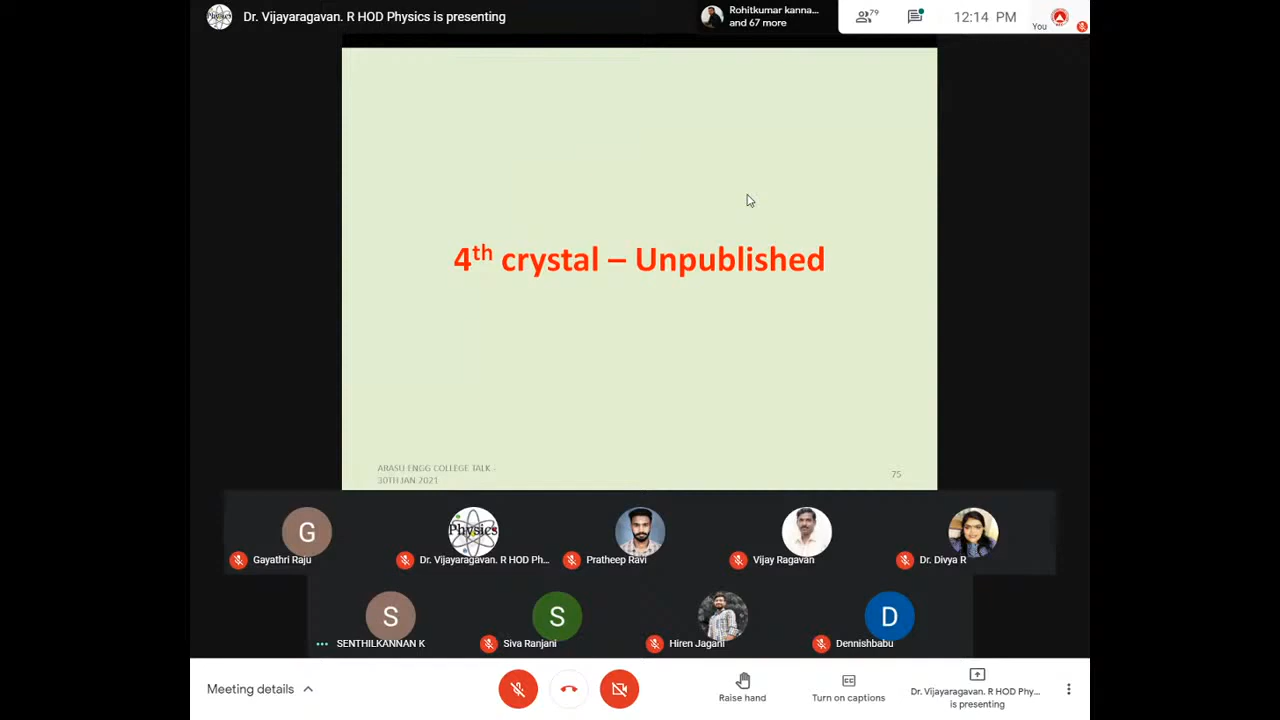 Physics
Dr. Vijayaragavan. R HOD Physics is presenting
Rohitkumar kanna...
and 67 more
79
12:14 PM
You
4th crystal – Unpublished
ARASU ENGG COLLEGE TALK -
30TH JAN 2021
75
G
Physics
Gayathri Raju
Dr. Vijayaragavan. R HOD Ph...
Pratheep Ravi
Vijay Ragavan
Dr. Divya R
S
S
D
SENTHILKANNAN K
Siva Ranjani
Hiren Jagani
Dennishbabu
Meeting details
Raise hand
CC
Turn on captions
Dr. Vijayaragavan. R HOD Phy...
is presenting